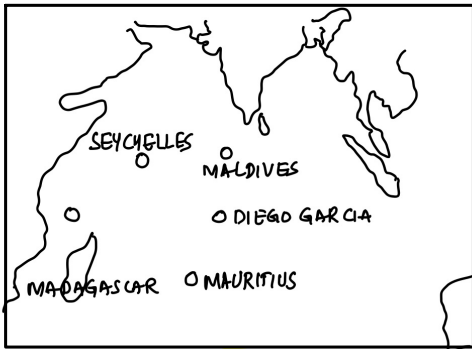 SEYCHELLES
MALDIVES
DIEGO GARCIA
MADAGASCAR
MAURITIUS